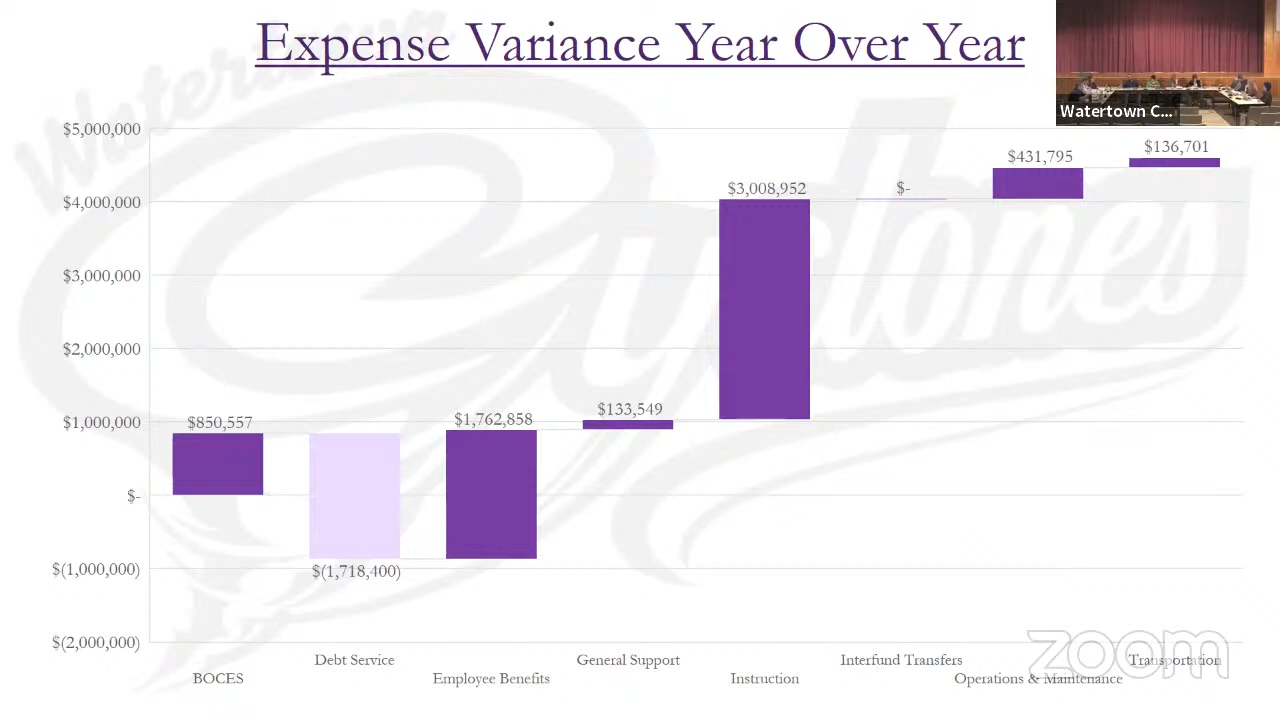 Expense Variance Year Over Year
Watertown C...
Watertown
Cyclones
$5,000,000
$4,000,000
$3,000,000
$2,000,000
$1,000,000
$-
$(1,000,000)
$(2,000,000)
$850,557
$(1,718,400)
$1,762,858
$133,549
$3,008,952
$-
$431,795
$136,701
BOCES
Debt Service
Employee Benefits
General Support
Instruction
Interfund Transfers
Operations & Maintenance
Transportation
zoom